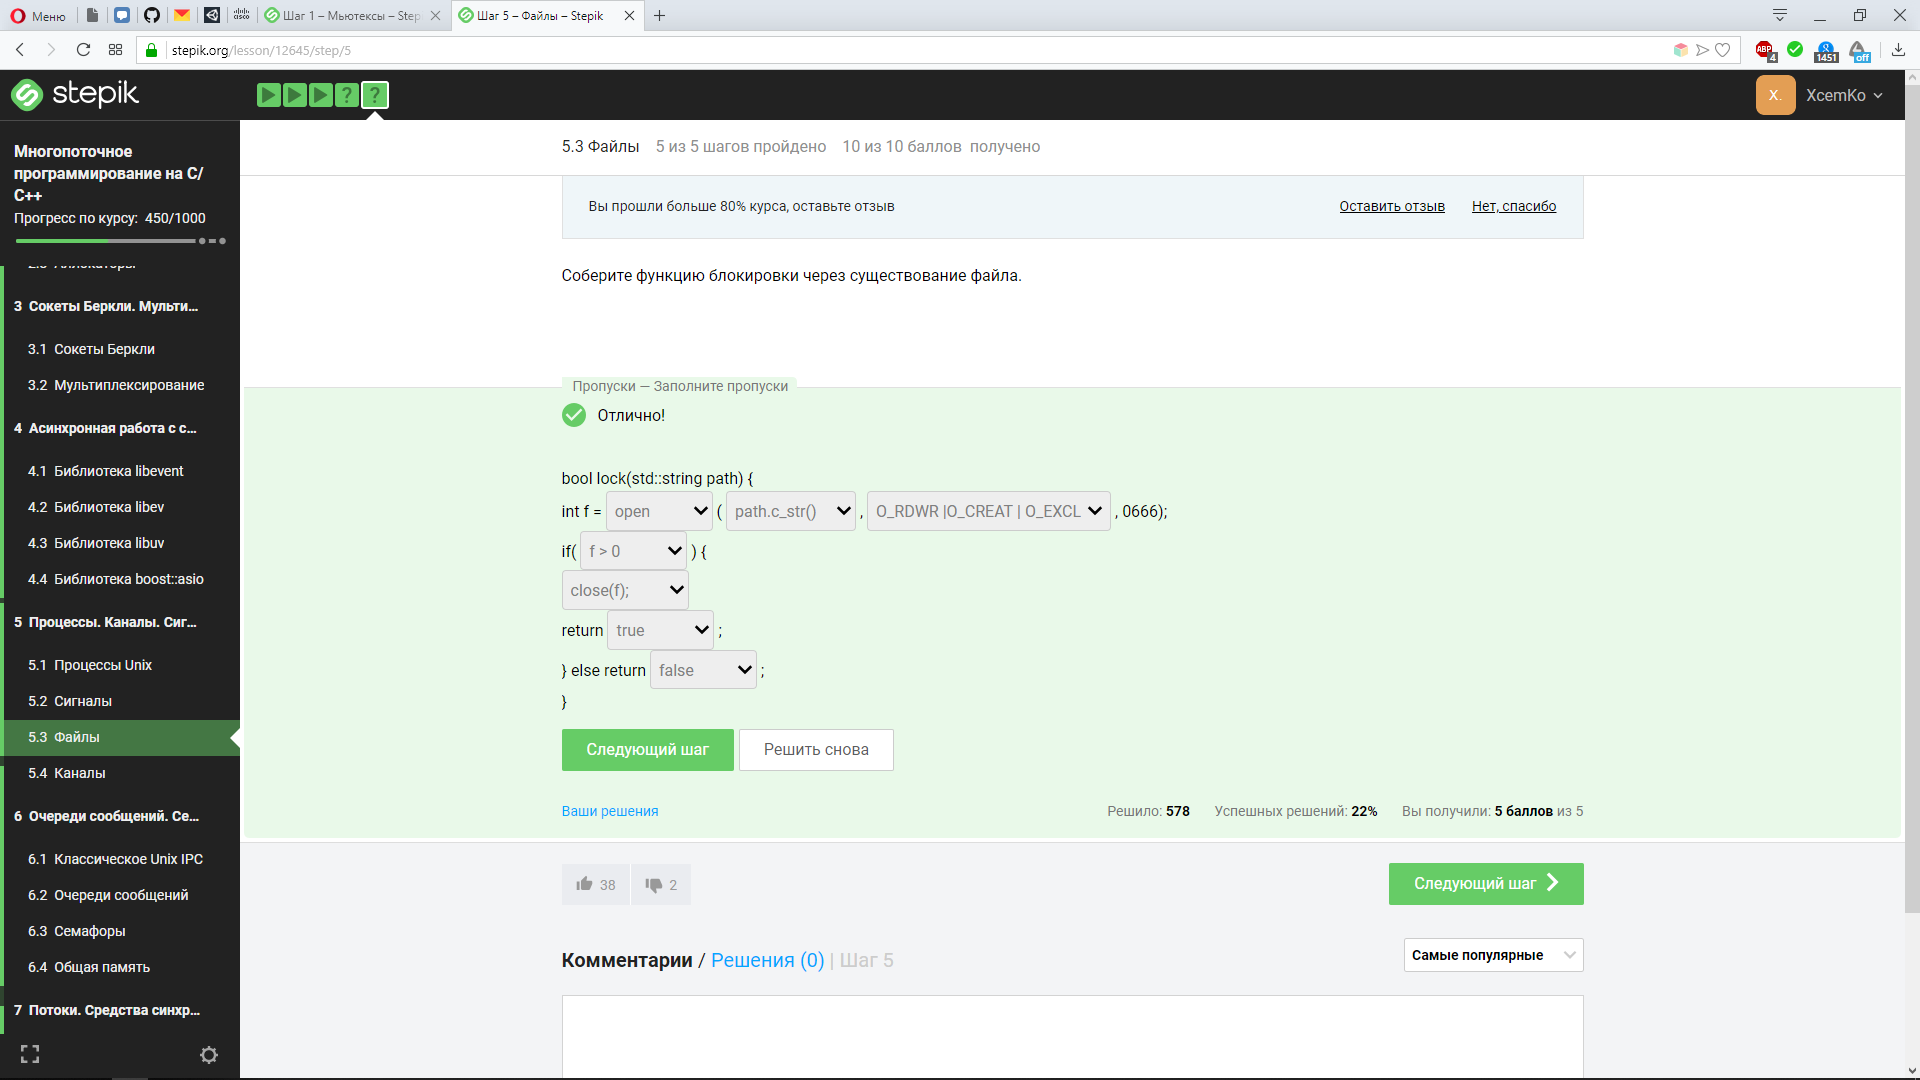 Меню
Шаг 1 – Мьютексы – Step
Шаг 5 – Файлы – Stepik
stepik.org/lesson/12645/step/5
ABP
4
1451
off
stepik
?
?
X.
XcemKo
Многопоточное
программирование на C/
C++
Прогресс по курсу: 450/1000
3 Сокеты Беркли. Мульти...
3.1 Сокеты Беркли
3.2 Мультиплексирование
4 Асинхронная работа с с...
4.1 Библиотека libevent
4.2 Библиотека libev
4.3 Библиотека libuv
4.4 Библиотека boost::asio
5 Процессы. Каналы. Сиг...
5.1 Процессы Unix
5.2 Сигналы
5.3 Файлы
5.4 Каналы
6 Очереди сообщений. Се...
6.1 Классическое Unix IPC
6.2 Очереди сообщений
6.3 Семафоры
6.4 Общая память
7 Потоки. Средства синхр...
5.3 Файлы 5 из 5 шагов пройдено 10 из 10 баллов получено
Вы прошли больше 80% курса, оставьте отзыв Оставить отзыв Нет, спасибо
Соберите функцию блокировки через существование файла.
Пропуски — Заполните пропуски
Отлично!
bool lock(std::string path) {
int f = open ( path.c_str() , O_RDWR |O_CREAT | O_EXCL , 0666);
if( f > 0 ) {
close(f);
return true ;
} else return false ;
}
Следующий шаг Решить снова
Ваши решения Решило: 578 Успешных решений: 22% Вы получили: 5 баллов из 5
38 2
Следующий шаг
Комментарии / Решения (0) | Шаг 5
Самые популярные